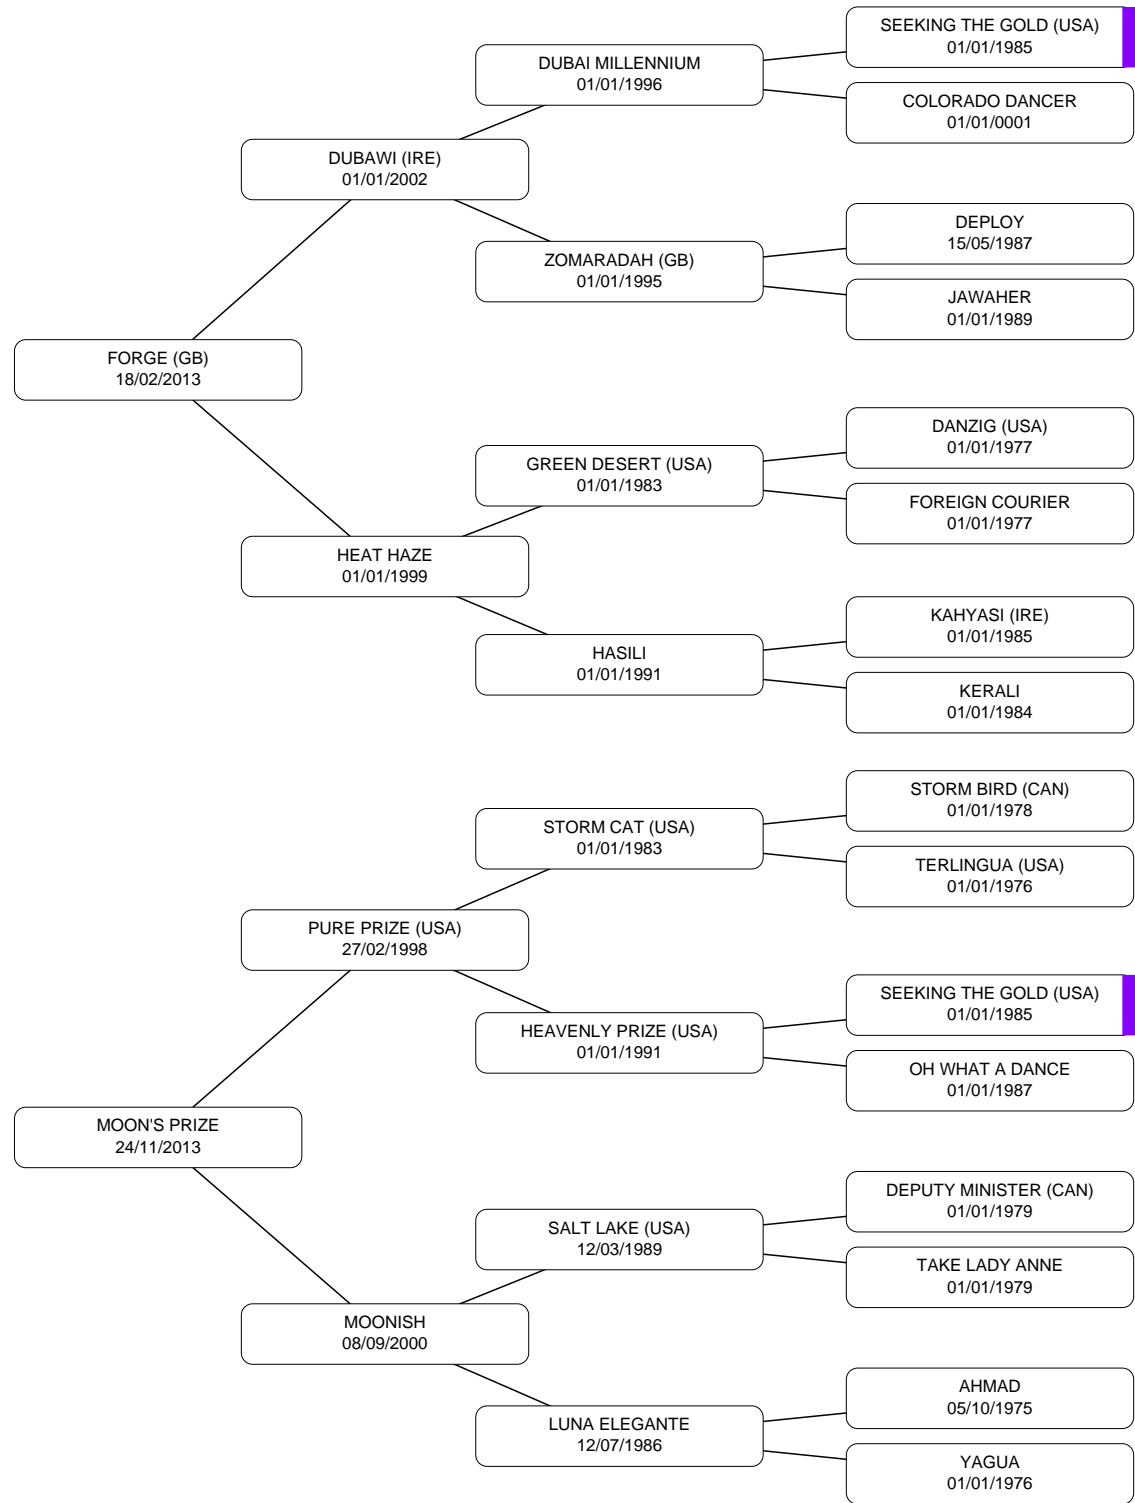 SEEKING THE GOLD (USA)
01/01/1985
DUBAI MILLENNIUM
01/01/1996
COLORADO DANCER
01/01/0001
DUBAWI (IRE)
01/01/2002
DEPLOY
15/05/1987
ZOMARADAH (GB)
01/01/1995
JAWAHER
01/01/1989
FORGE (GB)
18/02/2013
DANZIG (USA)
01/01/1977
GREEN DESERT (USA)
01/01/1983
FOREIGN COURIER
01/01/1977
HEAT HAZE
01/01/1999
KAHYASI (IRE)
01/01/1985
HASILI
01/01/1991
KERALI
01/01/1984
STORM BIRD (CAN)
01/01/1978
STORM CAT (USA)
01/01/1983
TERLINGUA (USA)
01/01/1976
PURE PRIZE (USA)
27/02/1998
SEEKING THE GOLD (USA)
01/01/1985
HEAVENLY PRIZE (USA)
01/01/1991
OH WHAT A DANCE
01/01/1987
MOON'S PRIZE
24/11/2013
DEPUTY MINISTER (CAN)
01/01/1979
SALT LAKE (USA)
12/03/1989
TAKE LADY ANNE
01/01/1979
MOONISH
08/09/2000
AHMAD
05/10/1975
LUNA ELEGANTE
12/07/1986
YAGUA
01/01/1976